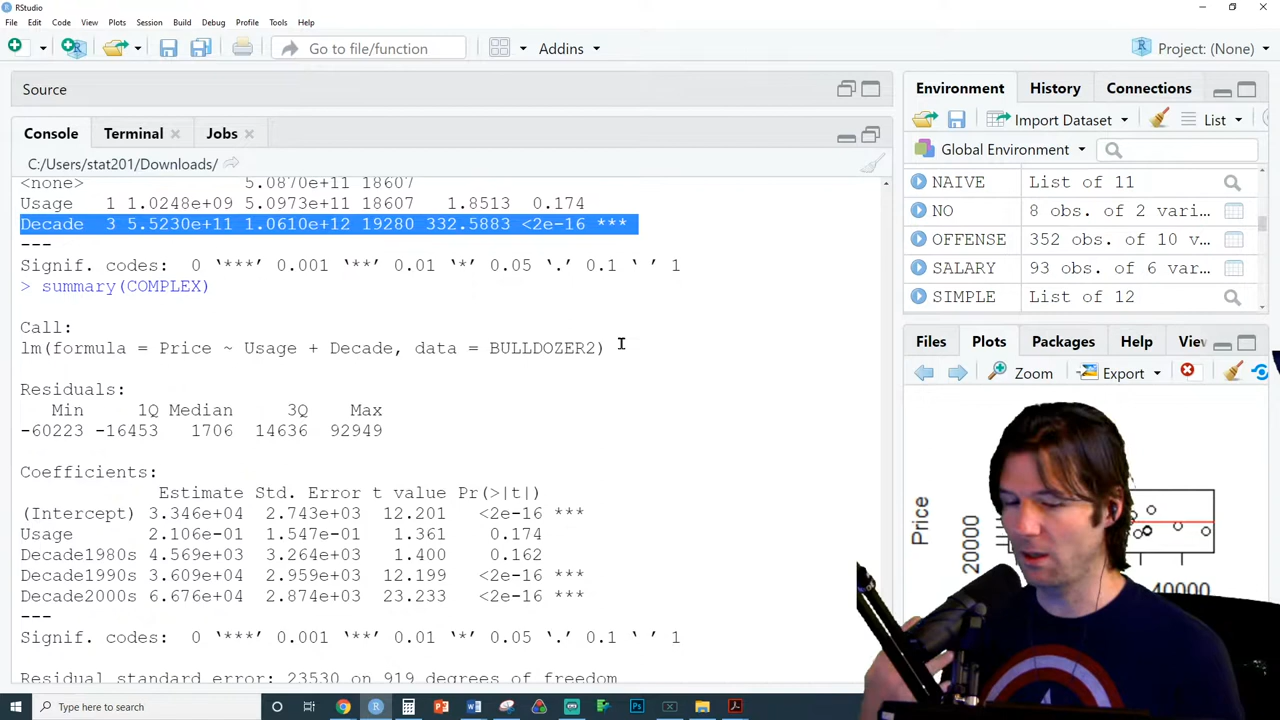 RStudio
File Edit Code View Plots Session Build Debug Profile Tools Help
Go to file/function
Addins
Project: (None)
Source
Console Terminal Jobs
C:/Users/stat201/Downloads/
<none> 5.0870e+11 18607
Usage 1 1.0248e+09 5.0973e+11 18607 1.8513 0.174
Decade 3 5.5230e+11 1.0610e+12 19280 332.5883 <2e-16 ***
---
Signif. codes: 0 ‘***’ 0.001 ‘**’ 0.01 ‘*’ 0.05 ‘.’ 0.1 ‘ ’ 1
> summary(COMPLEX)
Call:
lm(formula = Price ~ Usage + Decade, data = BULLDOZER2)
Residuals:
Min 1Q Median 3Q Max
-60223 -16453 1706 14636 92949
Coefficients:
Estimate Std. Error t value Pr(>|t|)
(Intercept) 3.346e+04 2.743e+03 12.201 <2e-16 ***
Usage 2.106e-01 1.547e-01 1.361 0.174
Decade1980s 4.569e+03 3.264e+03 1.400 0.162
Decade1990s 3.609e+04 2.959e+03 12.199 <2e-16 ***
Decade2000s 6.676e+04 2.874e+03 23.233 <2e-16 ***
---
Signif. codes: 0 ‘***’ 0.001 ‘**’ 0.01 ‘*’ 0.05 ‘.’ 0.1 ‘ ’ 1
Residual standard error: 23530 on 919 degrees of freedom
Environment History Connections
Import Dataset List
Global Environment
NAIVE List of 11
NO 8 obs. of 2 vari...
OFFENSE 352 obs. of 10 v...
SALARY 93 obs. of 6 var...
SIMPLE List of 12
Files Plots Packages Help Vie
Zoom Export
Price
20000
40000
Type here to search